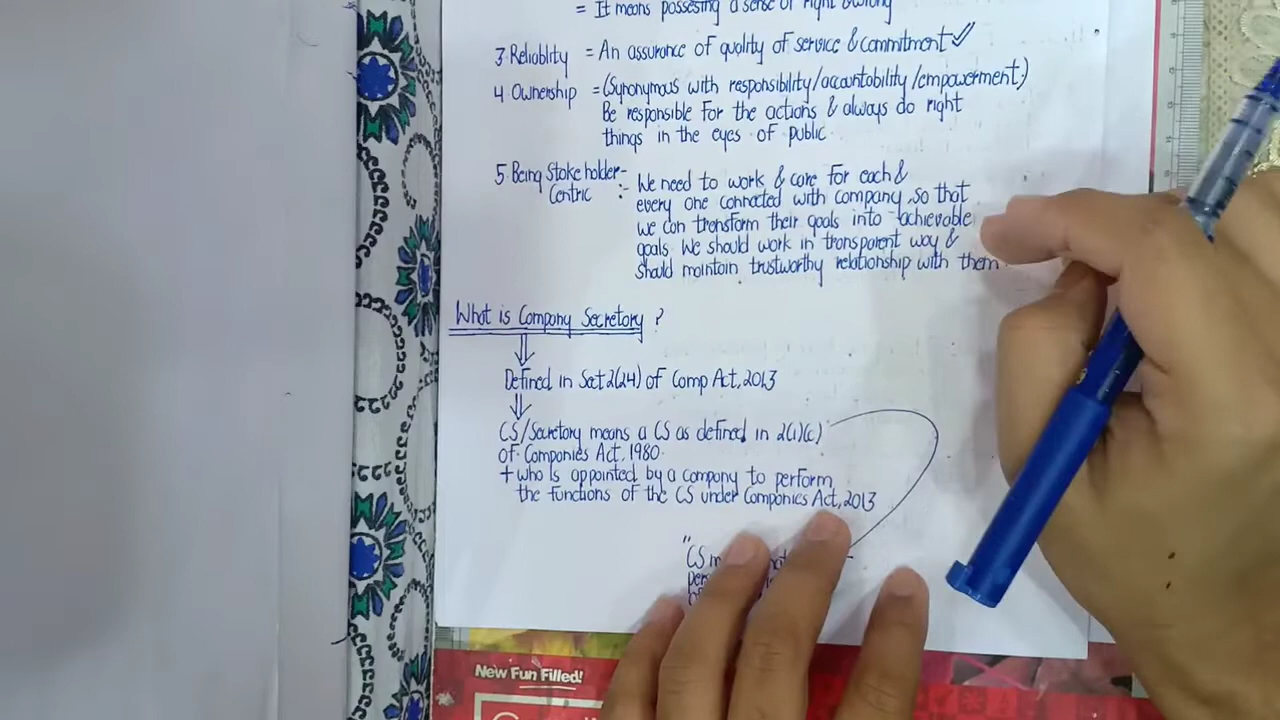 = It means possesing a sense of right & wrong
3. Reliablity = An assurance of quality of service & commitment ✓
4 Ownership = (Synonymous with responsibility/accountability/empowerment.)
Be responsible for the actions & always do right
things in the eyes of public.
5. Being Stakeholder-
Centric :- We need to work & care for each &
every one connected with company so that
we can transform their goals into achievable
goals. We should work in transparent way &
should maintain trustworthy relationship with them
What is Company Secretory ?
Defined in Sect 2(24) of Comp Act, 2013
CS/Secretory means a CS as defined in 2(1)(c)
of Companies Act, 1980.
+ who is appointed by a company to perform
the functions of the CS under Companies Act, 2013
" CS
New Fun Filled!